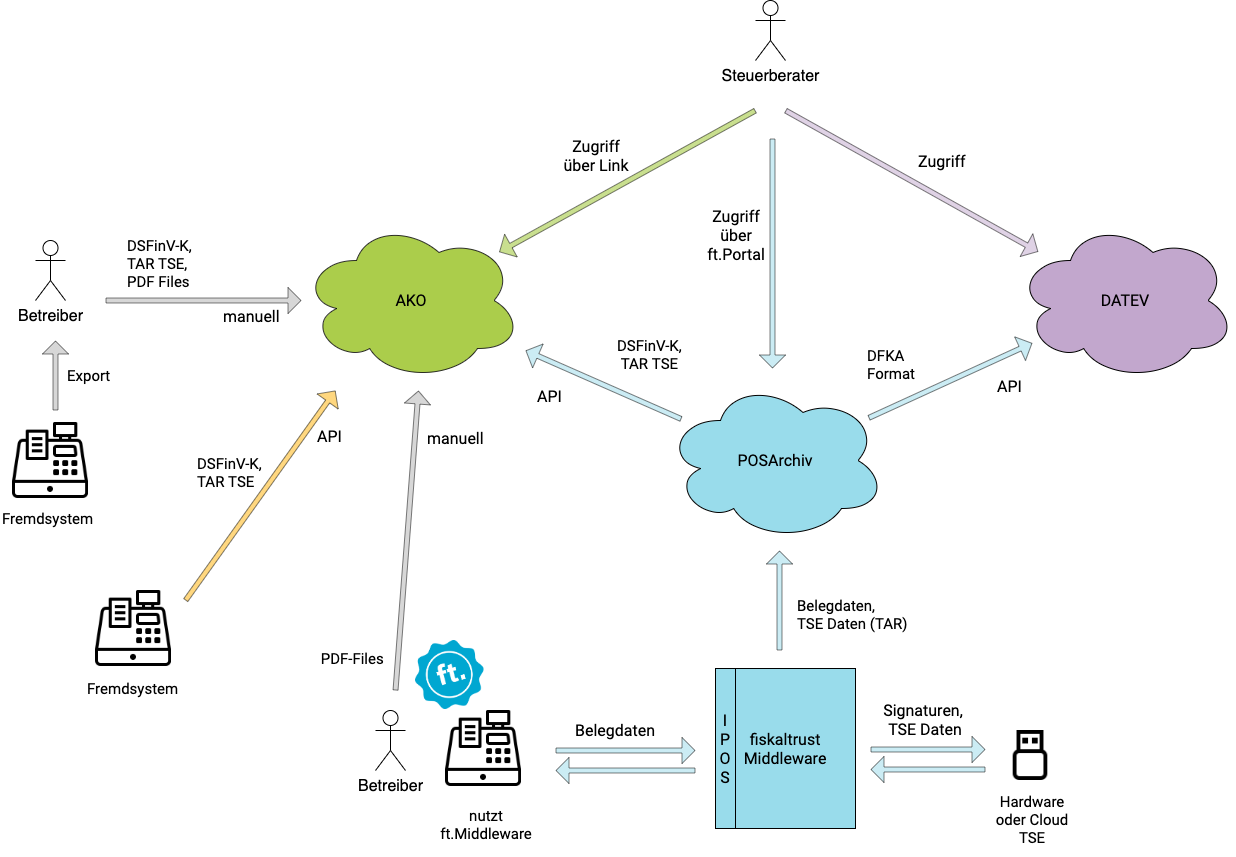 Steuerberater
Zugriff
über Link
Zugriff
Zugriff
über
ft.Portal
DSFinV-K,
TAR TSE,
PDF Files
manuell
Betreiber
AKO
DATEV
Export
DSFinV-K,
TAR TSE
API
DFKA
Format
API
Fremdsystem
API
DSFinV-K,
TAR TSE
manuell
POSArchiv
Belegdaten,
TSE Daten (TAR)
Fremdsystem
PDF-Files
ft.
Betreiber
nutzt
ft.Middleware
Belegdaten
I
P
O
S
fiskaltrust
Middleware
Signaturen,
TSE Daten
Hardware
oder Cloud
TSE